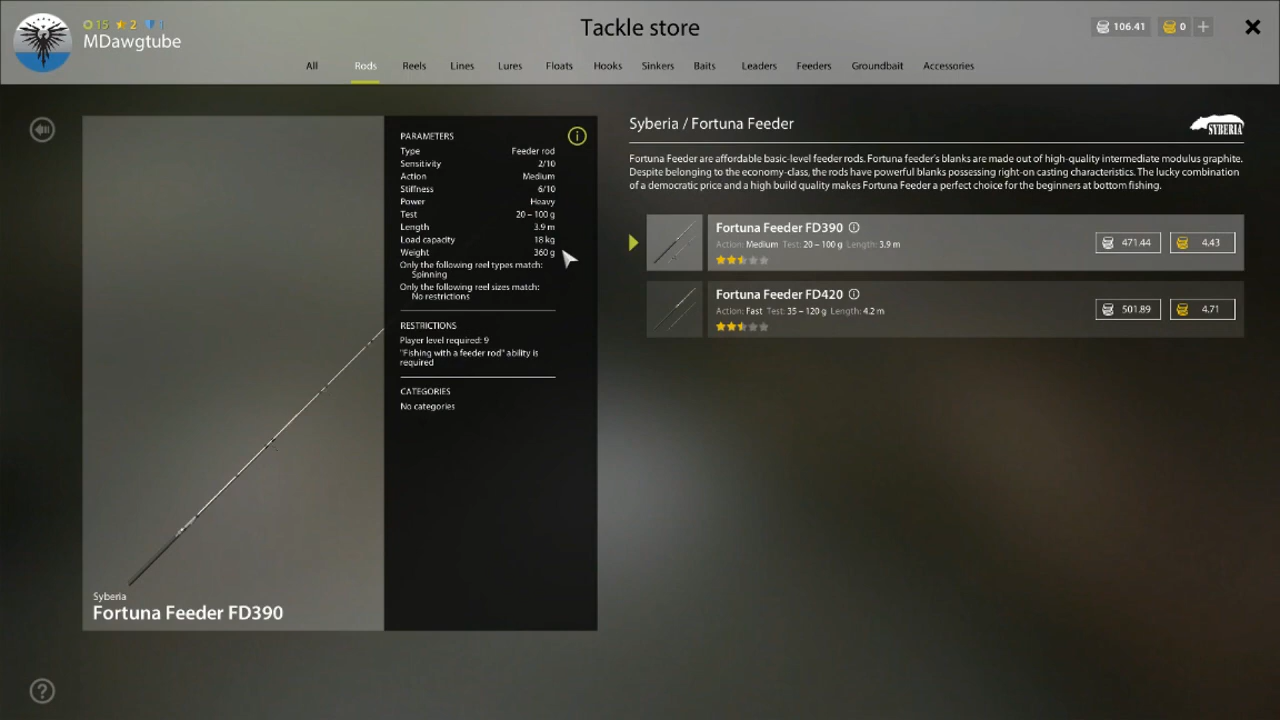 15 2 1
MDawgtube
Tackle store
106.41
0 +
All Rods Reels Lines Lures Floats Hooks Sinkers Baits Leaders Feeders Groundbait Accessories
PARAMETERS
Type Feeder rod
Sensitivity 2/10
Action Medium
Stiffness 6/10
Power Heavy
Test 20 – 100 g
Length 3.9 m
Load capacity 18 kg
Weight 360 g
Only the following reel types match:
Spinning
Only the following reel sizes match:
No restrictions
RESTRICTIONS
Player level required: 9
"Fishing with a feeder rod" ability is
required
CATEGORIES
No categories
Syberia
Fortuna Feeder FD390
Syberia / Fortuna Feeder
SYBERIA
Fortuna Feeder are affordable basic-level feeder rods. Fortuna feeder's blanks are made out of high-quality intermediate modulus graphite.
Despite belonging to the economy-class, the rods have powerful blanks possessing right-on casting characteristics. The lucky combination
of a democratic price and a high build quality makes Fortuna Feeder a perfect choice for the beginners at bottom fishing.
Fortuna Feeder FD390
Action: Medium Test: 20 – 100 g Length: 3.9 m
471.44
4.43
Fortuna Feeder FD420
Action: Fast Test: 35 – 120 g Length: 4.2 m
501.89
4.71
?